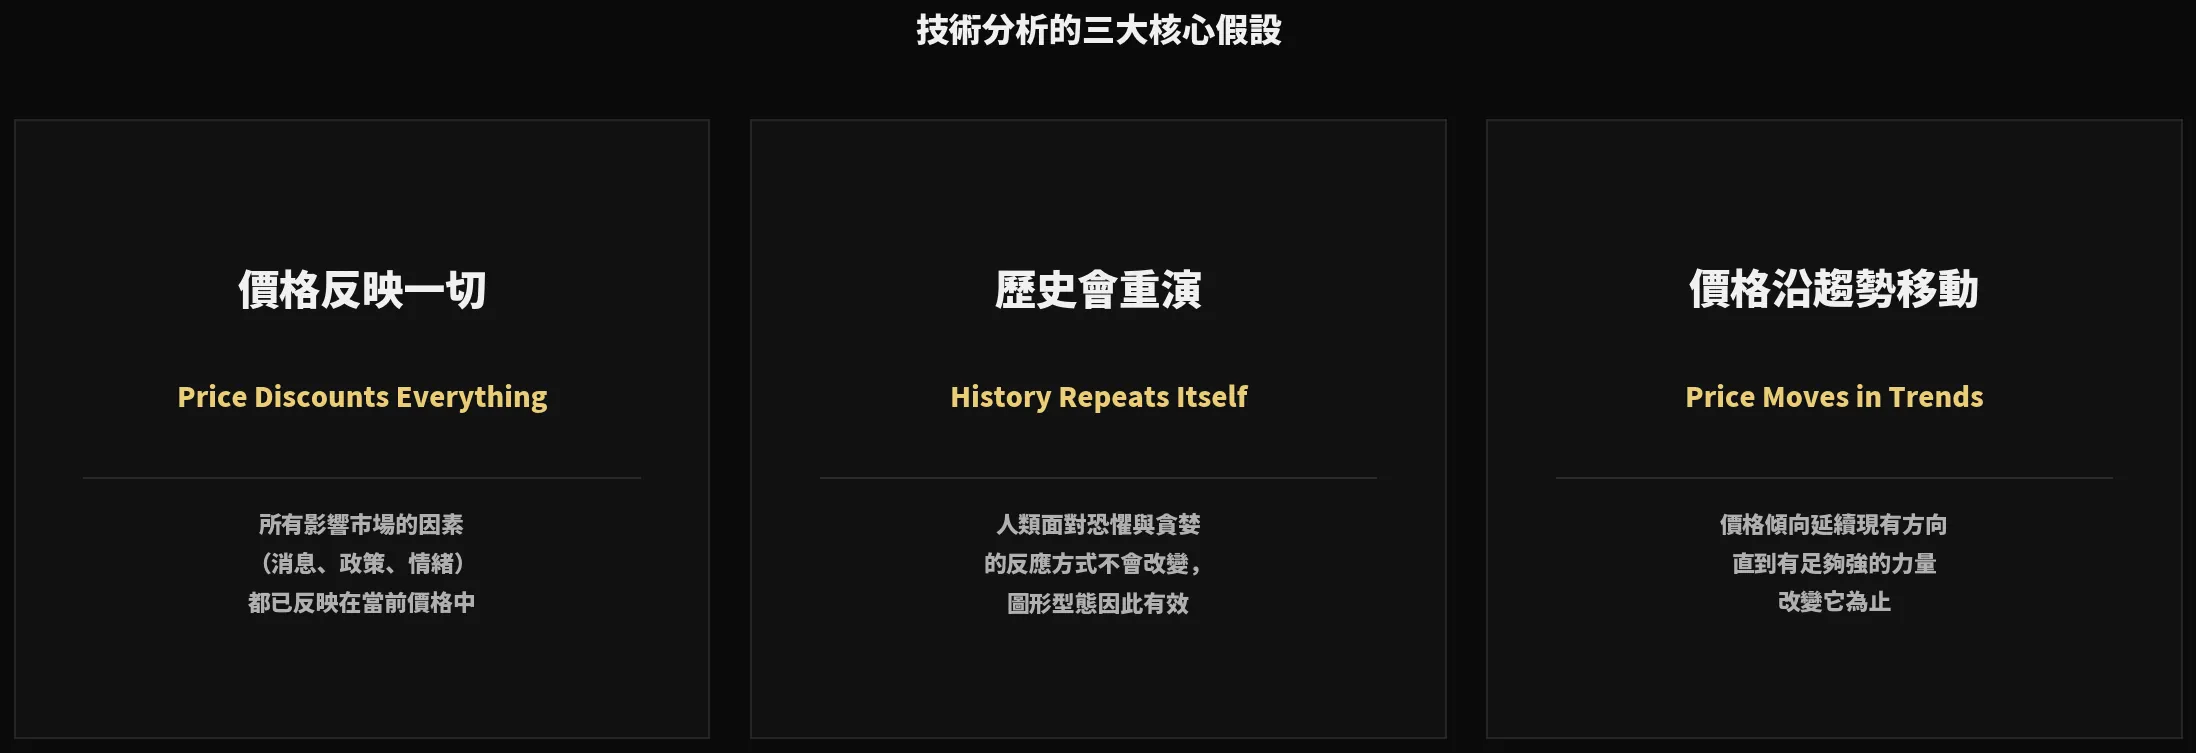 技術分析的三大核心假設
價格反映一切
Price Discounts Everything
所有影響市場的因素
（消息、政策、情緒）
都已反映在當前價格中
歷史會重演
History Repeats Itself
人類面對恐懼與貪婪
的反應方式不會改變，
圖形型態因此有效
價格沿趨勢移動
Price Moves in Trends
價格傾向延續現有方向
直到有足夠強的力量
改變它為止